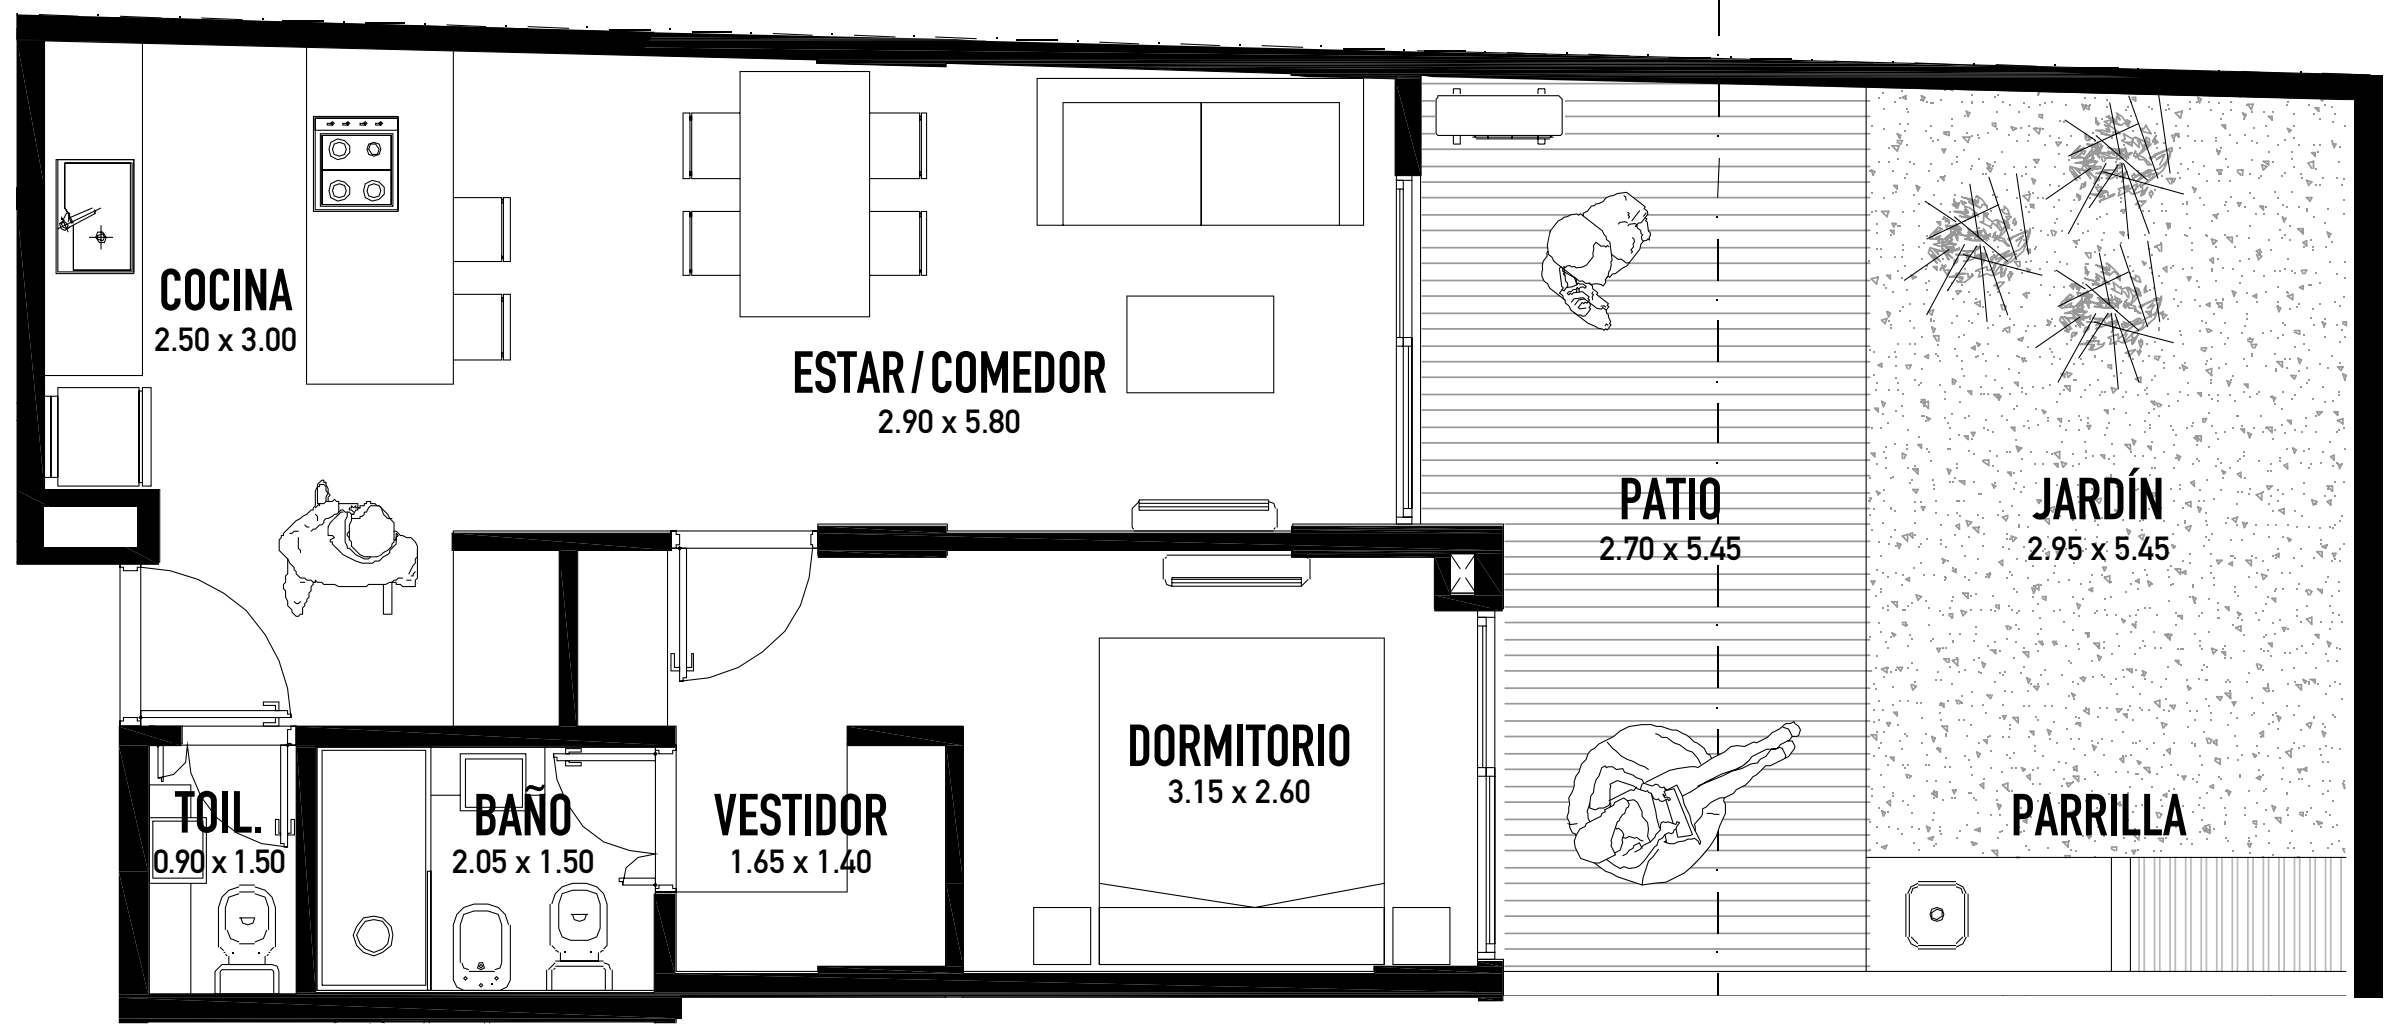 COCINA
2.50 x 3.00
ESTAR/COMEDOR
2.90 x 5.80
PATIO
2.70 x 5.45
JARDÍN
2.95 x 5.45
DORMITORIO
3.15 x 2.60
TOIL.
0.90 x 1.50
BAÑO
2.05 x 1.50
VESTIDOR
1.65 x 1.40
PARRILLA